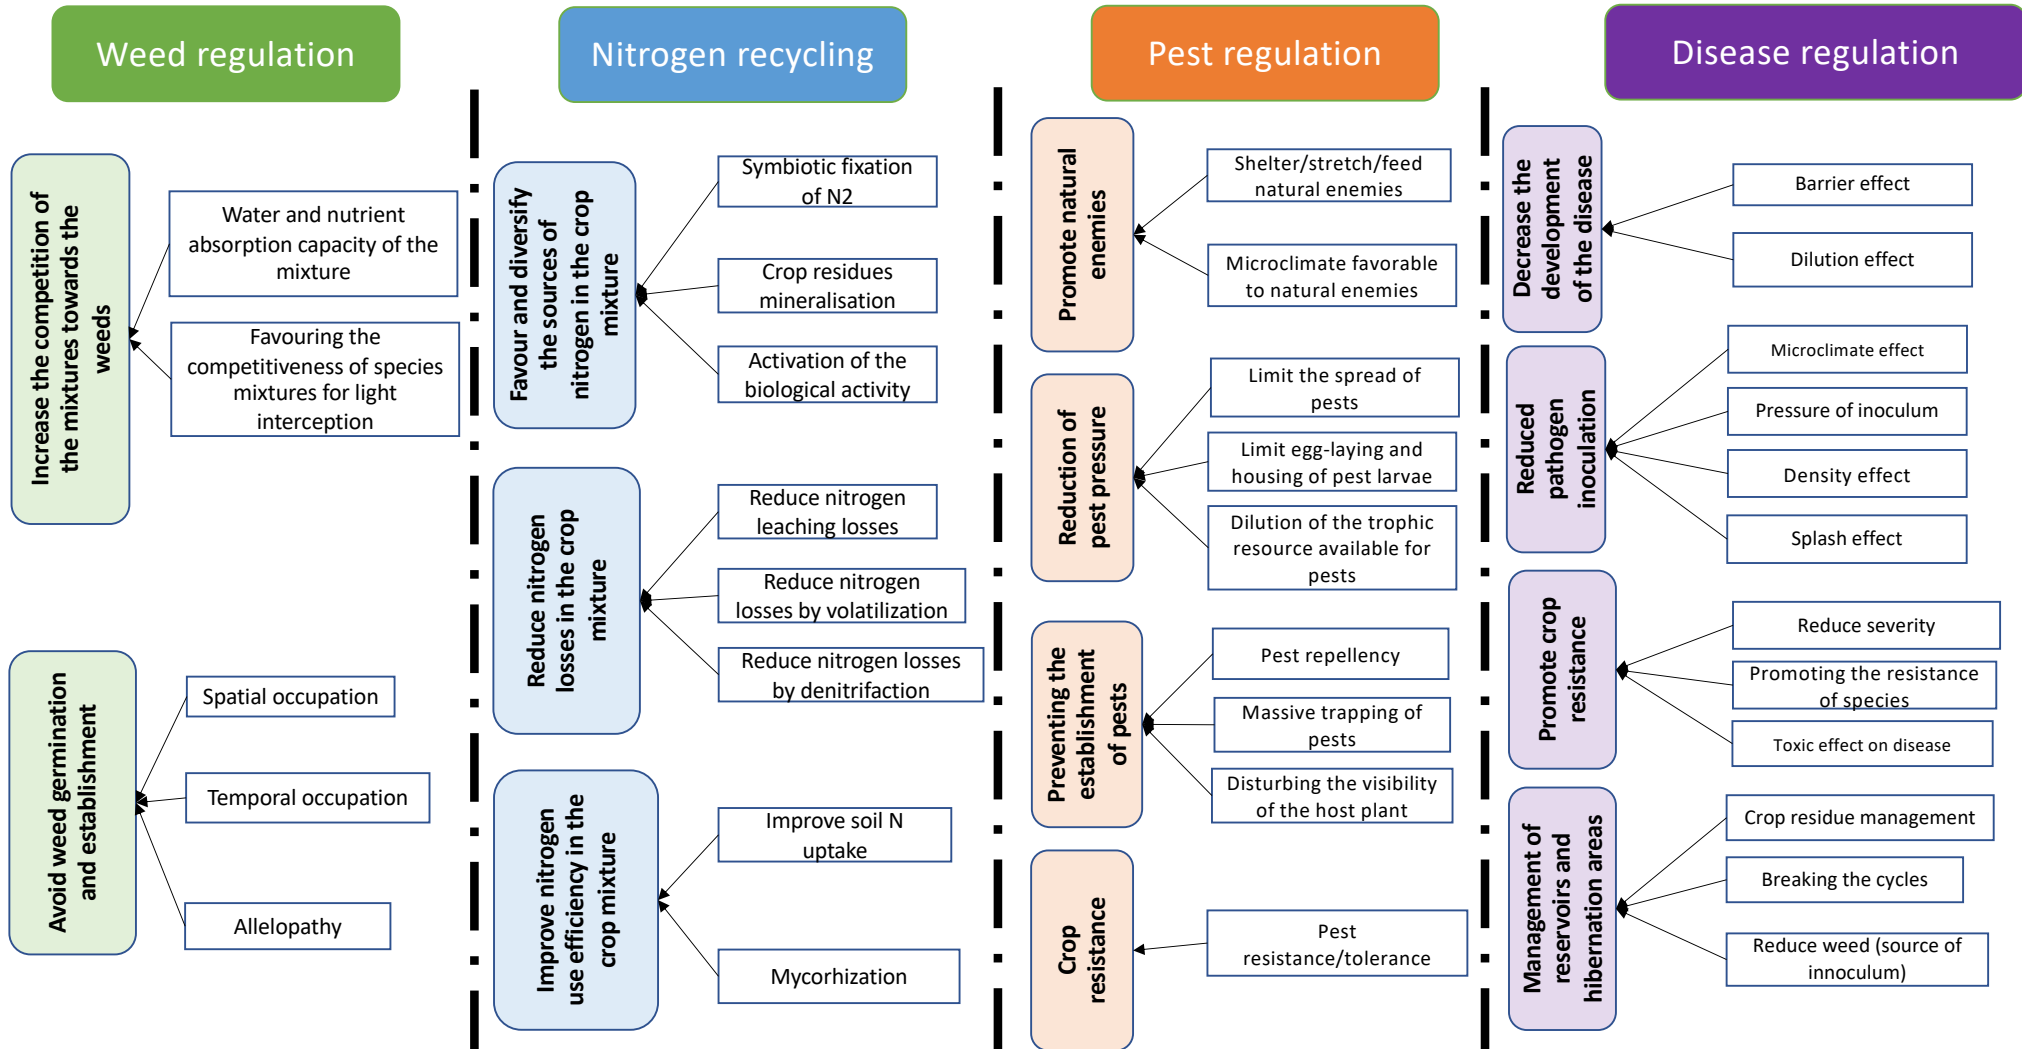 Weed regulation
Increase the competition of
the mixtures towards the
weeds
Water and nutrient
absorption capacity of the
mixture
Favouring the
competitiveness of species
mixtures for light
interception
Avoid weed germination
and establishment
Spatial occupation
Temporal occupation
Allelopathy
Nitrogen recycling
Favour and diversify
the sources of
nitrogen in the crop
mixture
Symbiotic fixation
of N2
Crop residues
mineralisation
Activation of the
biological activity
Reduce nitrogen
losses in the crop
mixture
Reduce nitrogen
leaching losses
Reduce nitrogen
losses by volatilization
Reduce nitrogen losses
by denitrifaction
Improve nitrogen
use efficiency in the
crop mixture
Improve soil N
uptake
Mycorhization
Pest regulation
Promote natural
enemies
Shelter/stretch/feed
natural enemies
Microclimate favorable
to natural enemies
Reduction of
pest pressure
Limit the spread of
pests
Limit egg-laying and
housing of pest larvae
Dilution of the trophic
resource available for
pests
Preventing the
establishment
of pests
Pest repellency
Massive trapping of
pests
Disturbing the visibility
of the host plant
Crop
resistance
Pest
resistance/tolerance
Disease regulation
Decrease the
development
of the disease
Barrier effect
Dilution effect
Reduced
pathogen
inoculation
Microclimate effect
Pressure of inoculum
Density effect
Splash effect
Promote crop
resistance
Reduce severity
Promoting the resistance
of species
Toxic effect on disease
Management of
reservoirs and
hibernation areas
Crop residue management
Breaking the cycles
Reduce weed (source of
innoculum)